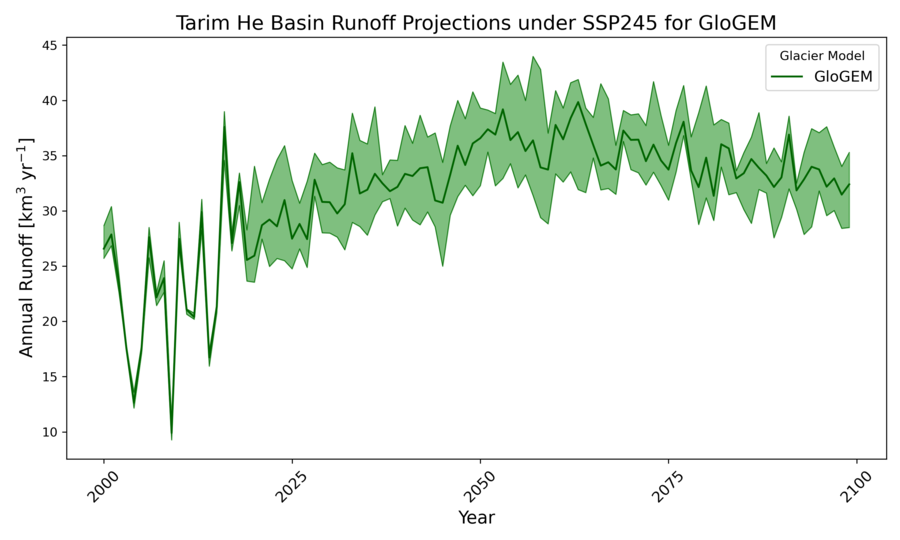 Tarim He Basin Runoff Projections under SSP245 for GloGEM
Glacier Model
GloGEM
Annual Runoff [km³ yr⁻¹]
45
40
35
30
25
20
15
10
2000
2025
2050
2075
2100
Year